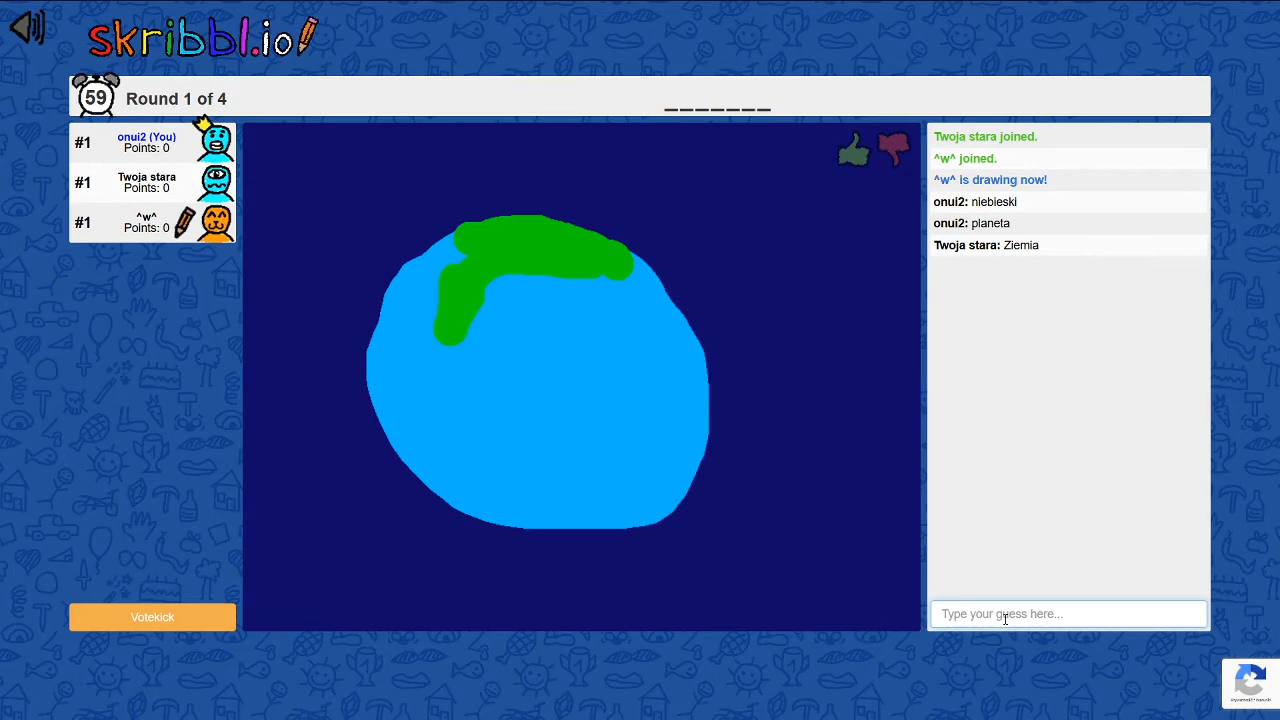 skribbl.io
59
Round 1 of 4
_ _ _ _ _ _ _
#1
onui2 (You)
Points: 0
#1
Twoja stara
Points: 0
#1
^w^
Points: 0
Votekick
Twoja stara joined.
^w^ joined.
^w^ is drawing now!
onui2: niebieski
onui2: planeta
Twoja stara: Ziemia
Type your guess here...